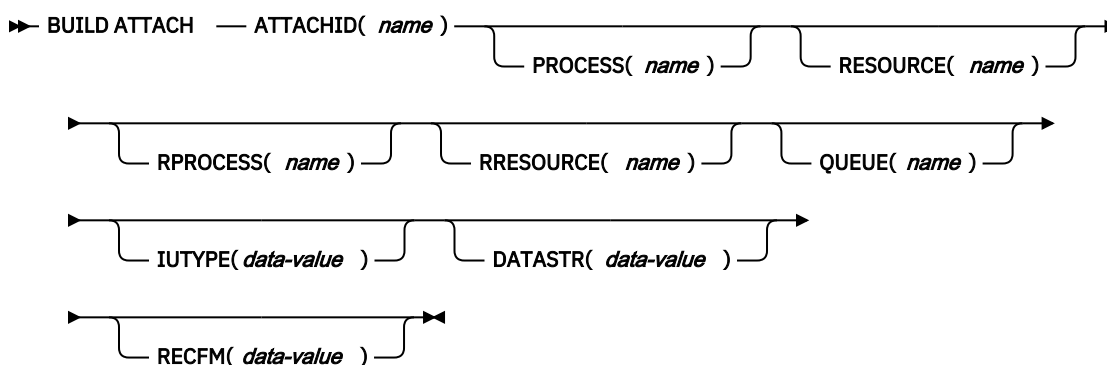 BUILD ATTACH ATTACHID( name )
PROCESS( name ) RESOURCE( name )
RPROCESS( name ) RRESOURCE( name ) QUEUE( name )
IUTYPE( data-value ) DATASTR( data-value )
RECFM( data-value )